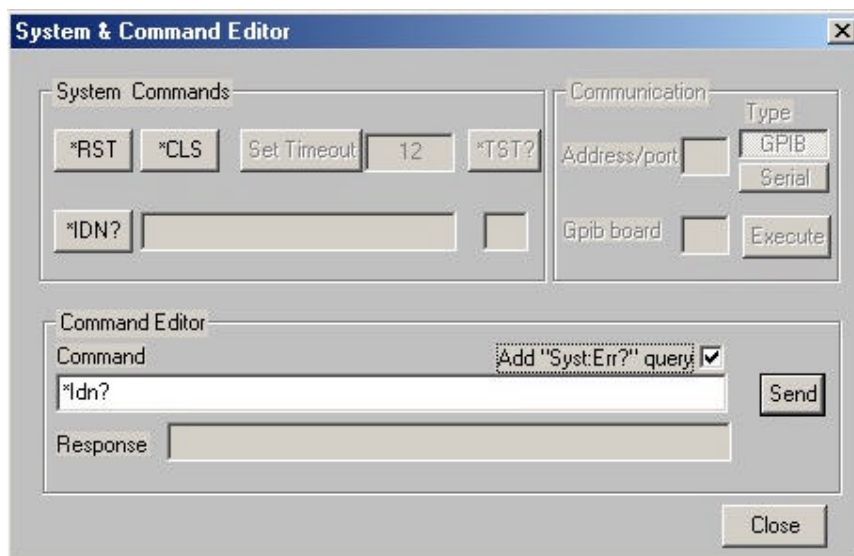 System & Command Editor
System Commands
*RST *CLS Set Timeout 12 *TST?
*IDN?
Communication
Type
Address/port GPIB
Serial
Gpib board Execute
Command Editor
Command Add "Syst:Err?" query
*Idn?
Send
Response
Close